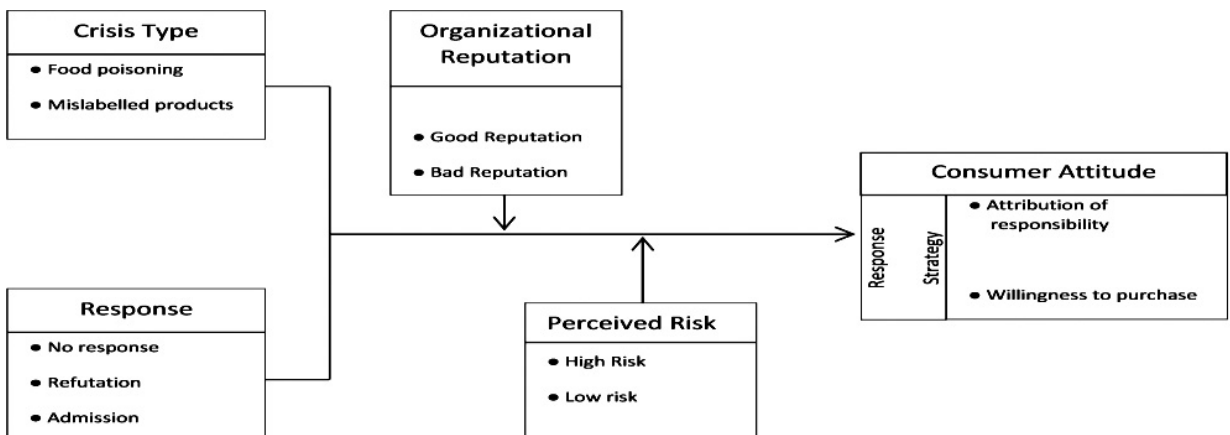 Crisis Type
● Food poisoning
● Mislabelled products
Organizational
Reputation
● Good Reputation
● Bad Reputation
Consumer Attitude
Response
Strategy
● Attribution of
responsibility
● Willingness to purchase
Response
● No response
● Refutation
● Admission
Perceived Risk
● High Risk
● Low risk